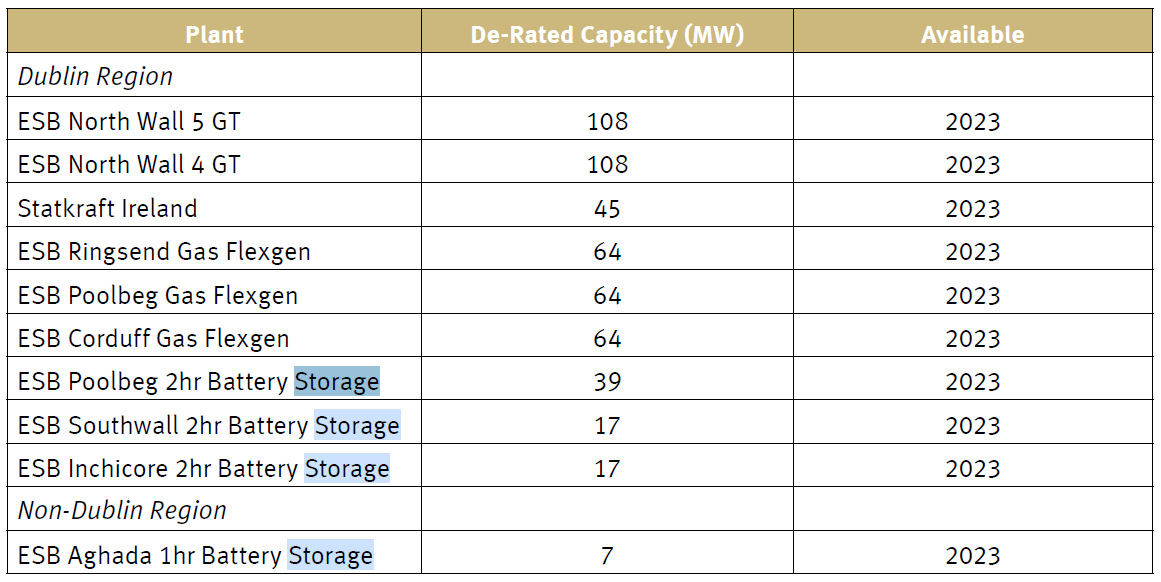 Plant De-Rated Capacity (MW) Available
Dublin Region
ESB North Wall 5 GT 108 2023
ESB North Wall 4 GT 108 2023
Statkraft Ireland 45 2023
ESB Ringsend Gas Flexgen 64 2023
ESB Poolbeg Gas Flexgen 64 2023
ESB Corduff Gas Flexgen 64 2023
ESB Poolbeg 2hr Battery Storage 39 2023
ESB Southwall 2hr Battery Storage 17 2023
ESB Inchicore 2hr Battery Storage 17 2023
Non-Dublin Region
ESB Aghada 1hr Battery Storage 7 2023